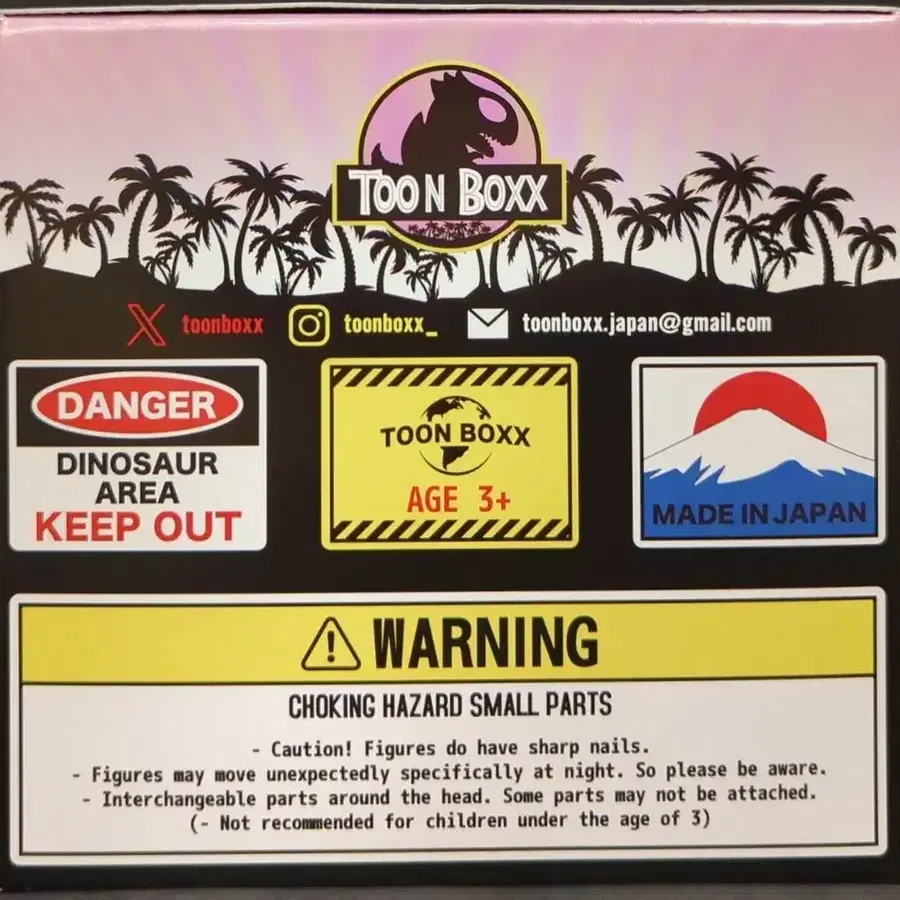 TOON BOXX
toonboxx toonboxx_ toonboxx.japan@gmail.com
DANGER
DINOSAUR
AREA
KEEP OUT
TOON BOXX
AGE 3+
MADE IN JAPAN
WARNING
CHOKING HAZARD SMALL PARTS
- Caution! Figures do have sharp nails.
- Figures may move unexpectedly specifically at night. So please be aware.
- Interchangeable parts around the head. Some parts may not be attached.
(- Not recommended for children under the age of 3)